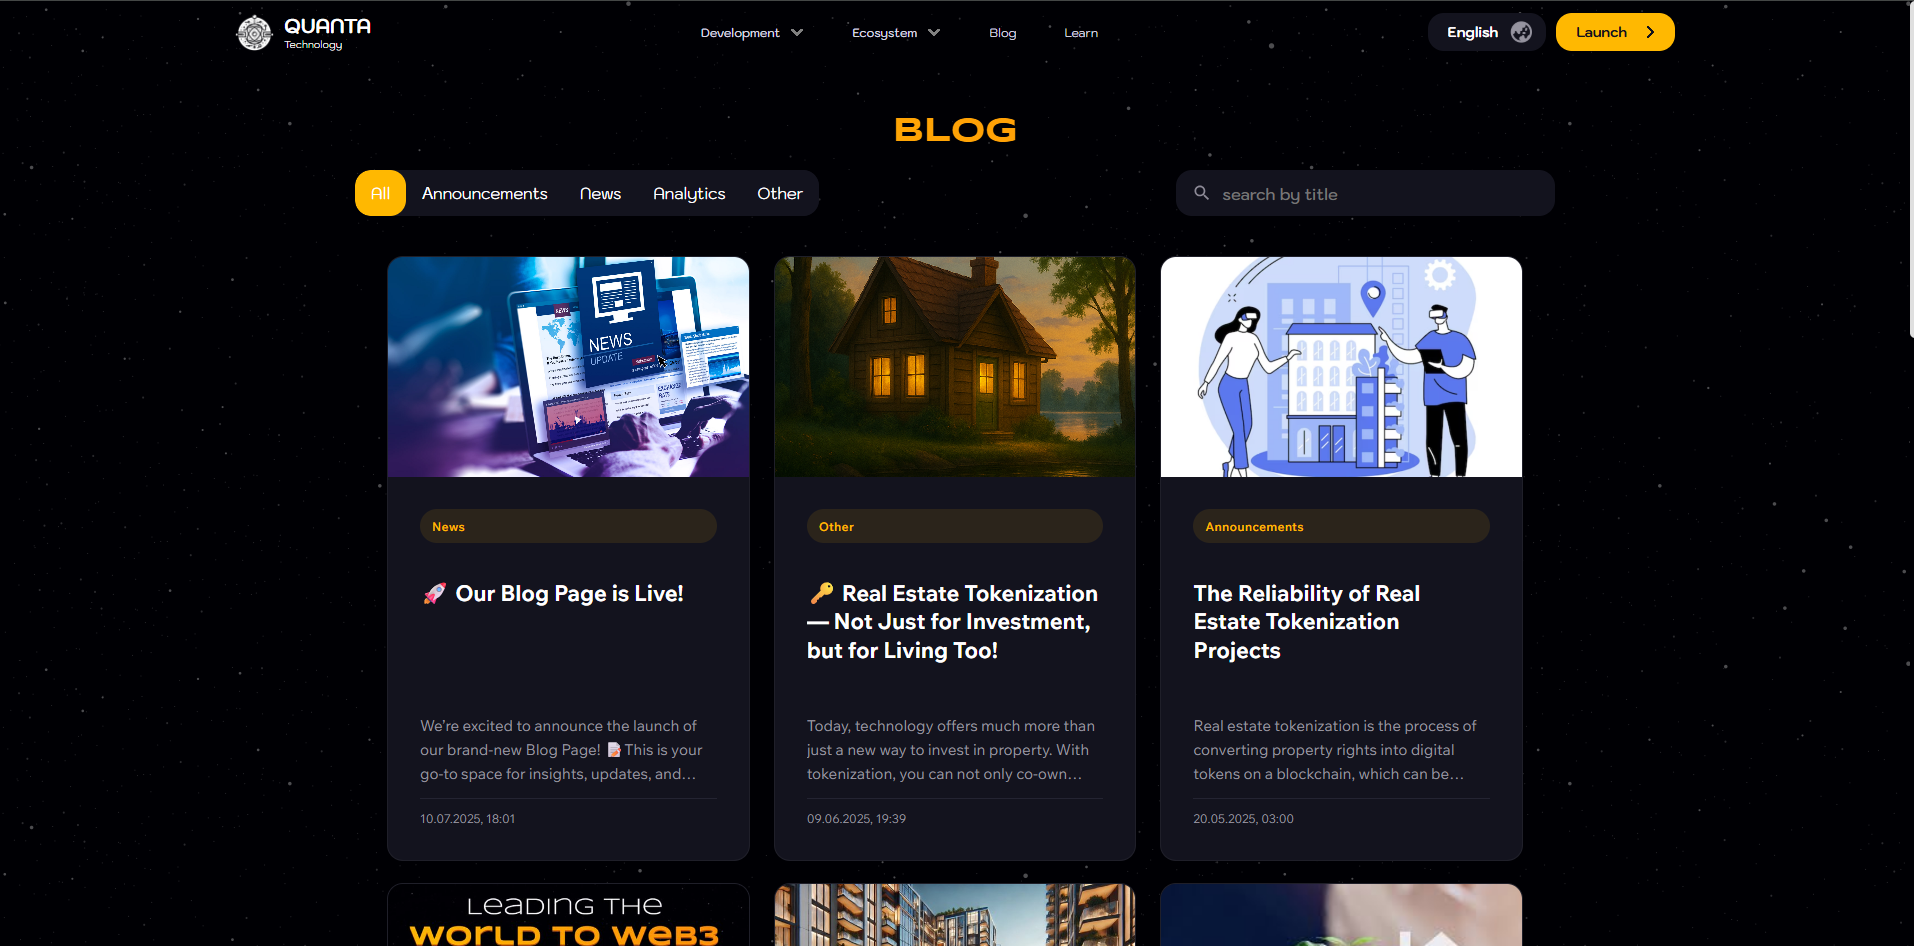 QUANTA
Technology
Development
Ecosystem
Blog
Learn
English
Launch
BLOG
All
Announcements
News
Analytics
Other
search by title
NEWS
UPDATE
News
🚀 Our Blog Page is Live!
We’re excited to announce the launch of
our brand-new Blog Page! 📝 This is your
go-to space for insights, updates, and…
10.07.2025, 18:01
Other
🔑 Real Estate Tokenization
— Not Just for Investment,
but for Living Too!
Today, technology offers much more than
just a new way to invest in property. With
tokenization, you can not only co-own…
09.06.2025, 19:39
Announcements
The Reliability of Real
Estate Tokenization
Projects
Real estate tokenization is the process of
converting property rights into digital
tokens on a blockchain, which can be…
20.05.2025, 03:00
LEADING THE
WORLD TO WEB3